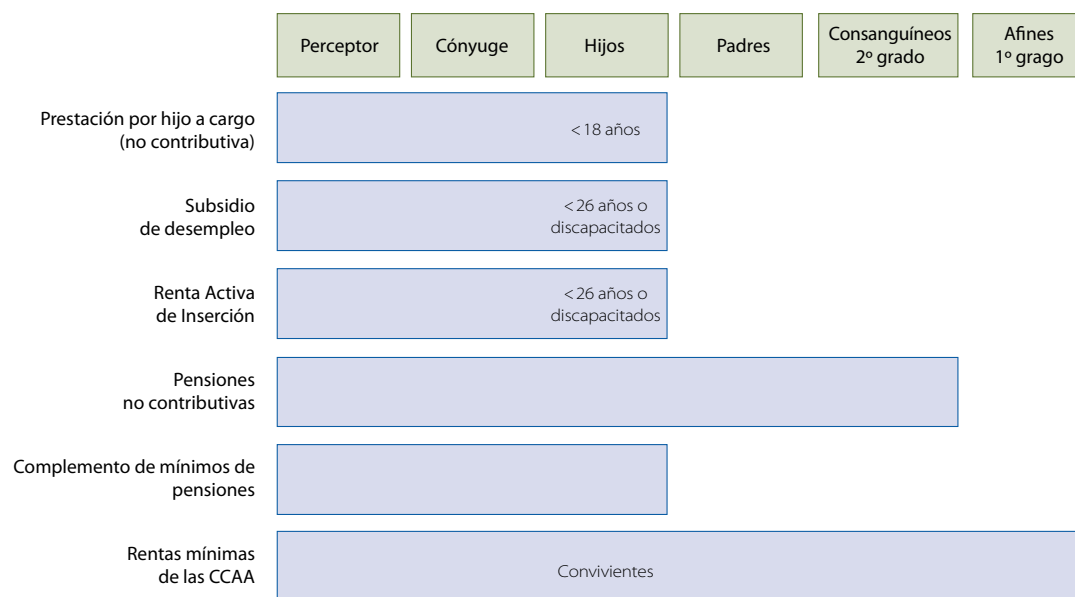 Perceptor
Cónyuge
Hijos
Padres
Consanguíneos
2º grado
Afines
1º grago
Prestación por hijo a cargo
(no contributiva)
< 18 años
Subsidio
de desempleo
< 26 años o
discapacitados
Renta Activa
de Inserción
< 26 años o
discapacitados
Pensiones
no contributivas
Complemento de mínimos de
pensiones
Rentas mínimas
de las CCAA
Convivientes